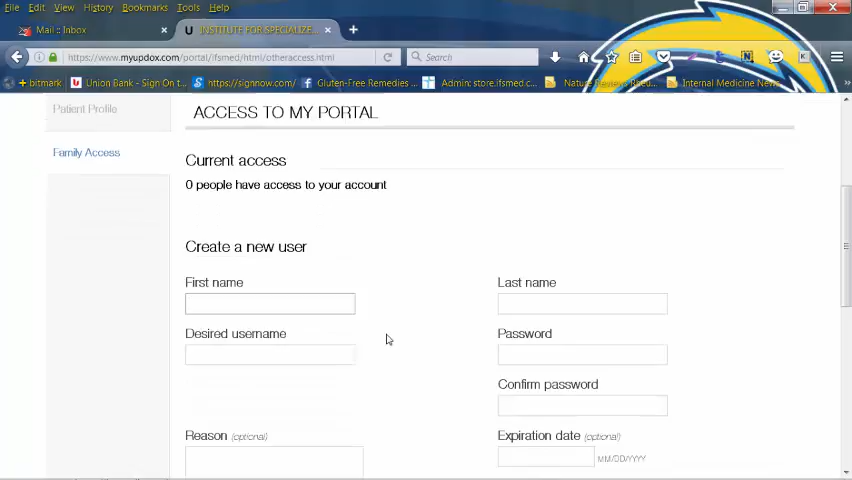 File Edit View History Bookmarks Tools Help
Mail :: Inbox × U INSTITUTE FOR SPECIALIZE... × +
https://www.myupdox.com/portal/ifsmed/html/otheraccess.html Search
+ bitmark Union Bank - Sign On t... https://signnow.com/ Gluten-Free Remedies ... Admin: store.ifsmed.c... Nature Reviews Internal Medicine News...
Patient Profile
ACCESS TO MY PORTAL
Family Access
Current access
0 people have access to your account
Create a new user
First name Last name
Desired username Password
Confirm password
Reason (optional) Expiration date (optional)
MM/DD/YYYY